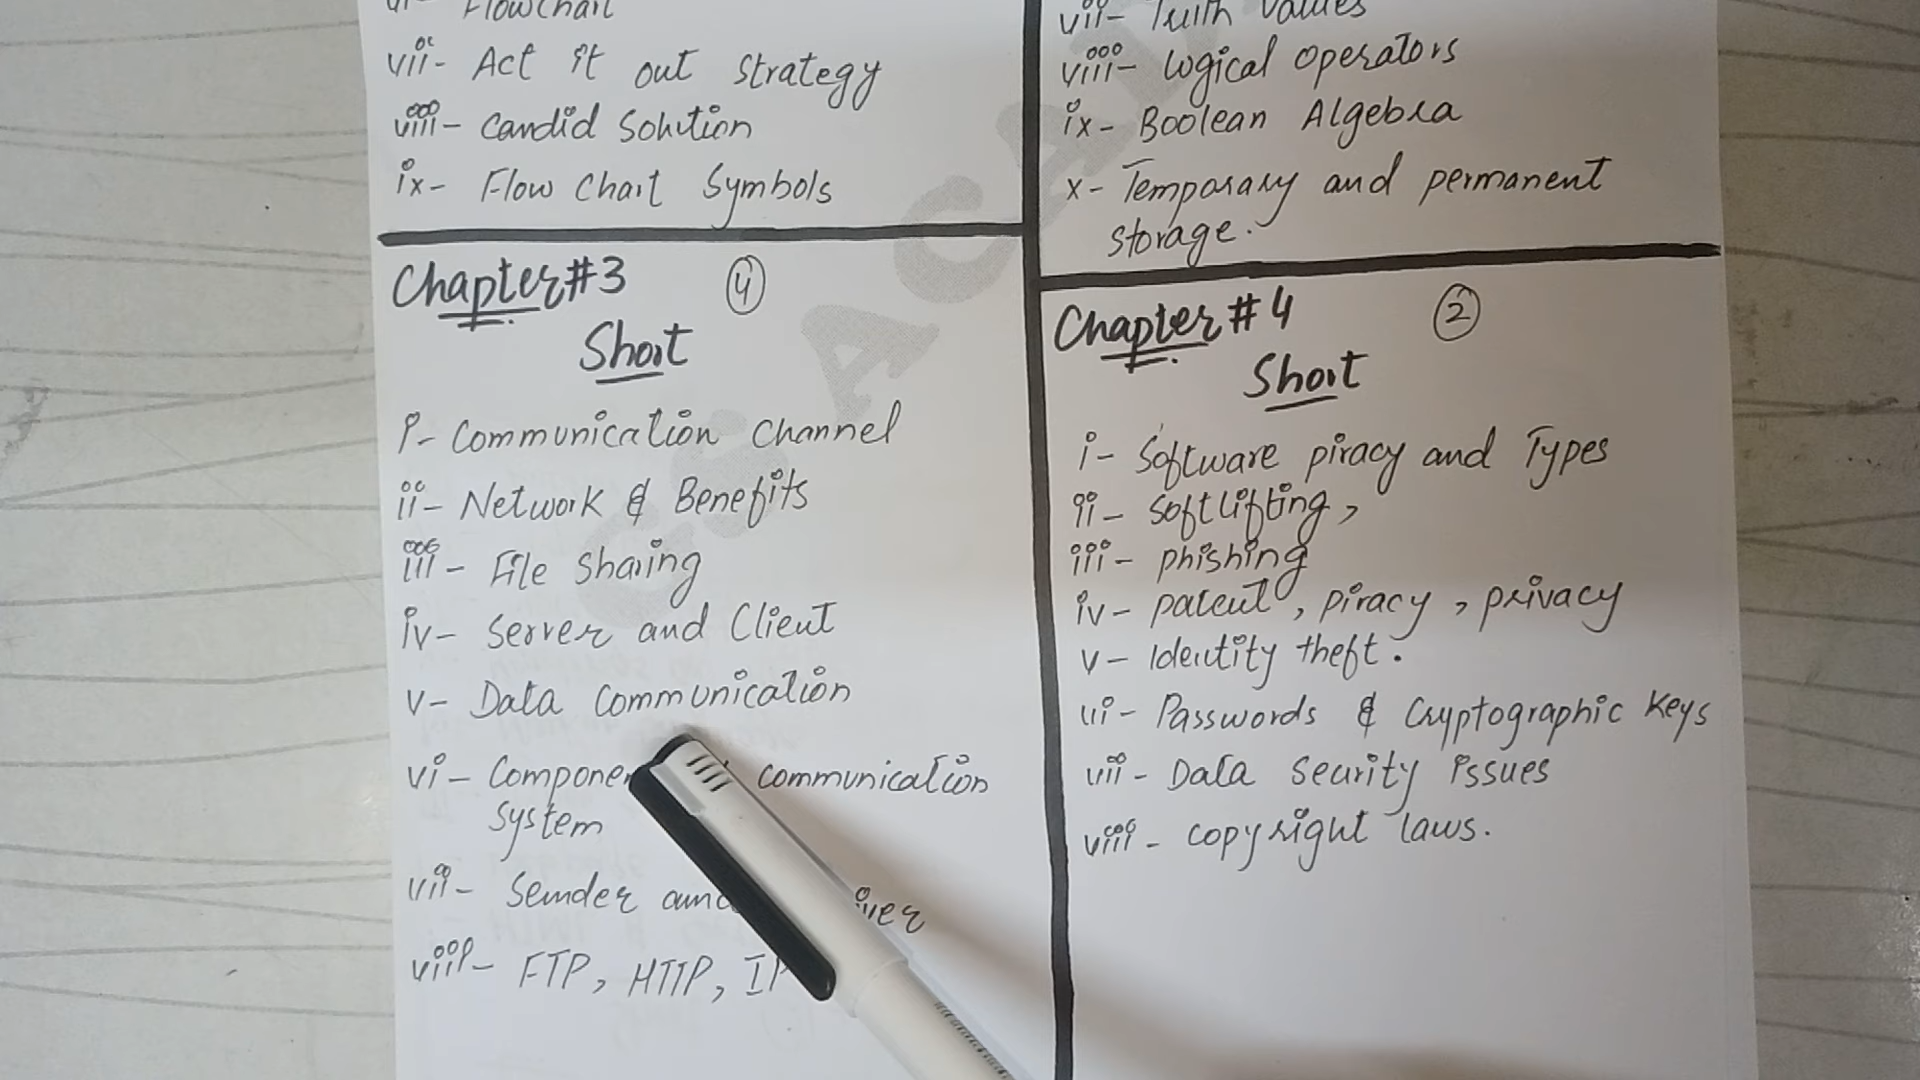 vi- Flowchart
vii- Act it out strategy
viii- Candid Solution
ix- Flow Chart Symbols
vii- Truth values
viii- Logical operators
ix- Boolean Algebra
x- Temporary and permanent
storage.
Chapter#3 4
Short
i- Communication Channel
ii- Network & Benefits
iii- File Sharing
iv- Server and Client
v- Data Communication
vi- communication
System
vii- Sender
viii- FTP, HTTP, IP
Chapter#4 2
Short
i- Software piracy and Types
ii- Softlifting,
iii- phishing
iv- patent, piracy, privacy
v- Identity theft.
vi- Passwords & Cryptographic Keys
vii- Data Seurity issues
viii- copyright laws.